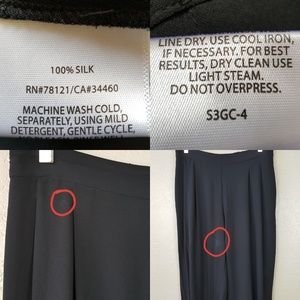 100% SILK
RN#78121/CA#34460
MACHINE WASH COLD,
SEPARATELY, USING MILD
DETERGENT, GENTLE CYCLE,
LINE DRY. USE COOL IRON,
IF NECESSARY. FOR BEST
RESULTS, DRY CLEAN USE
LIGHT STEAM.
DO NOT OVERPRESS.
S3GC-4